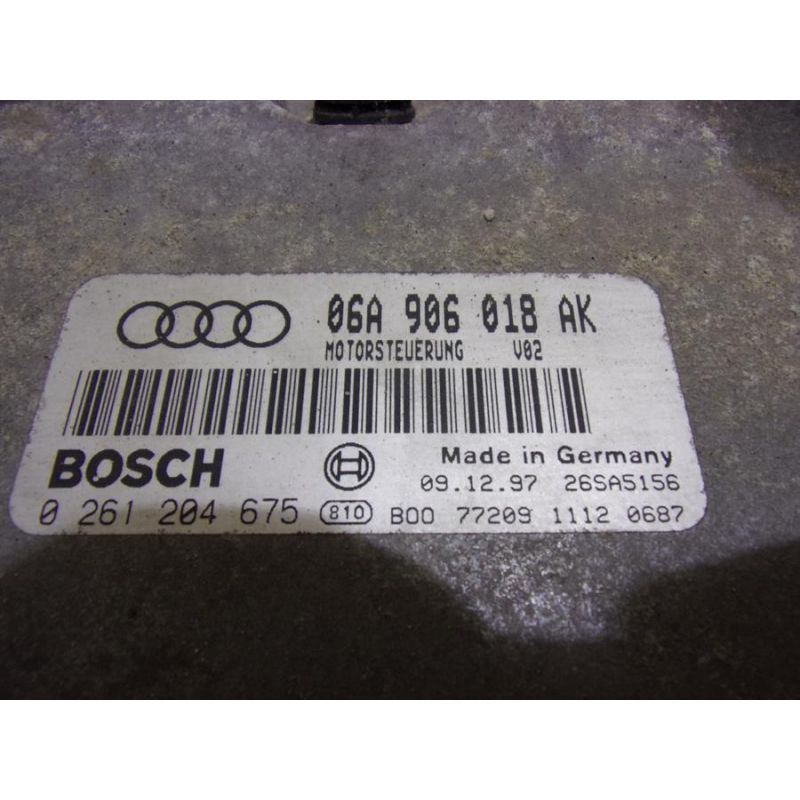 06A 906 018 AK
MOTORSTEUERUNG V02
BOSCH
Made in Germany
09.12.97 26SA5156
0 261 204 675 810 B00 77209 1112 0687